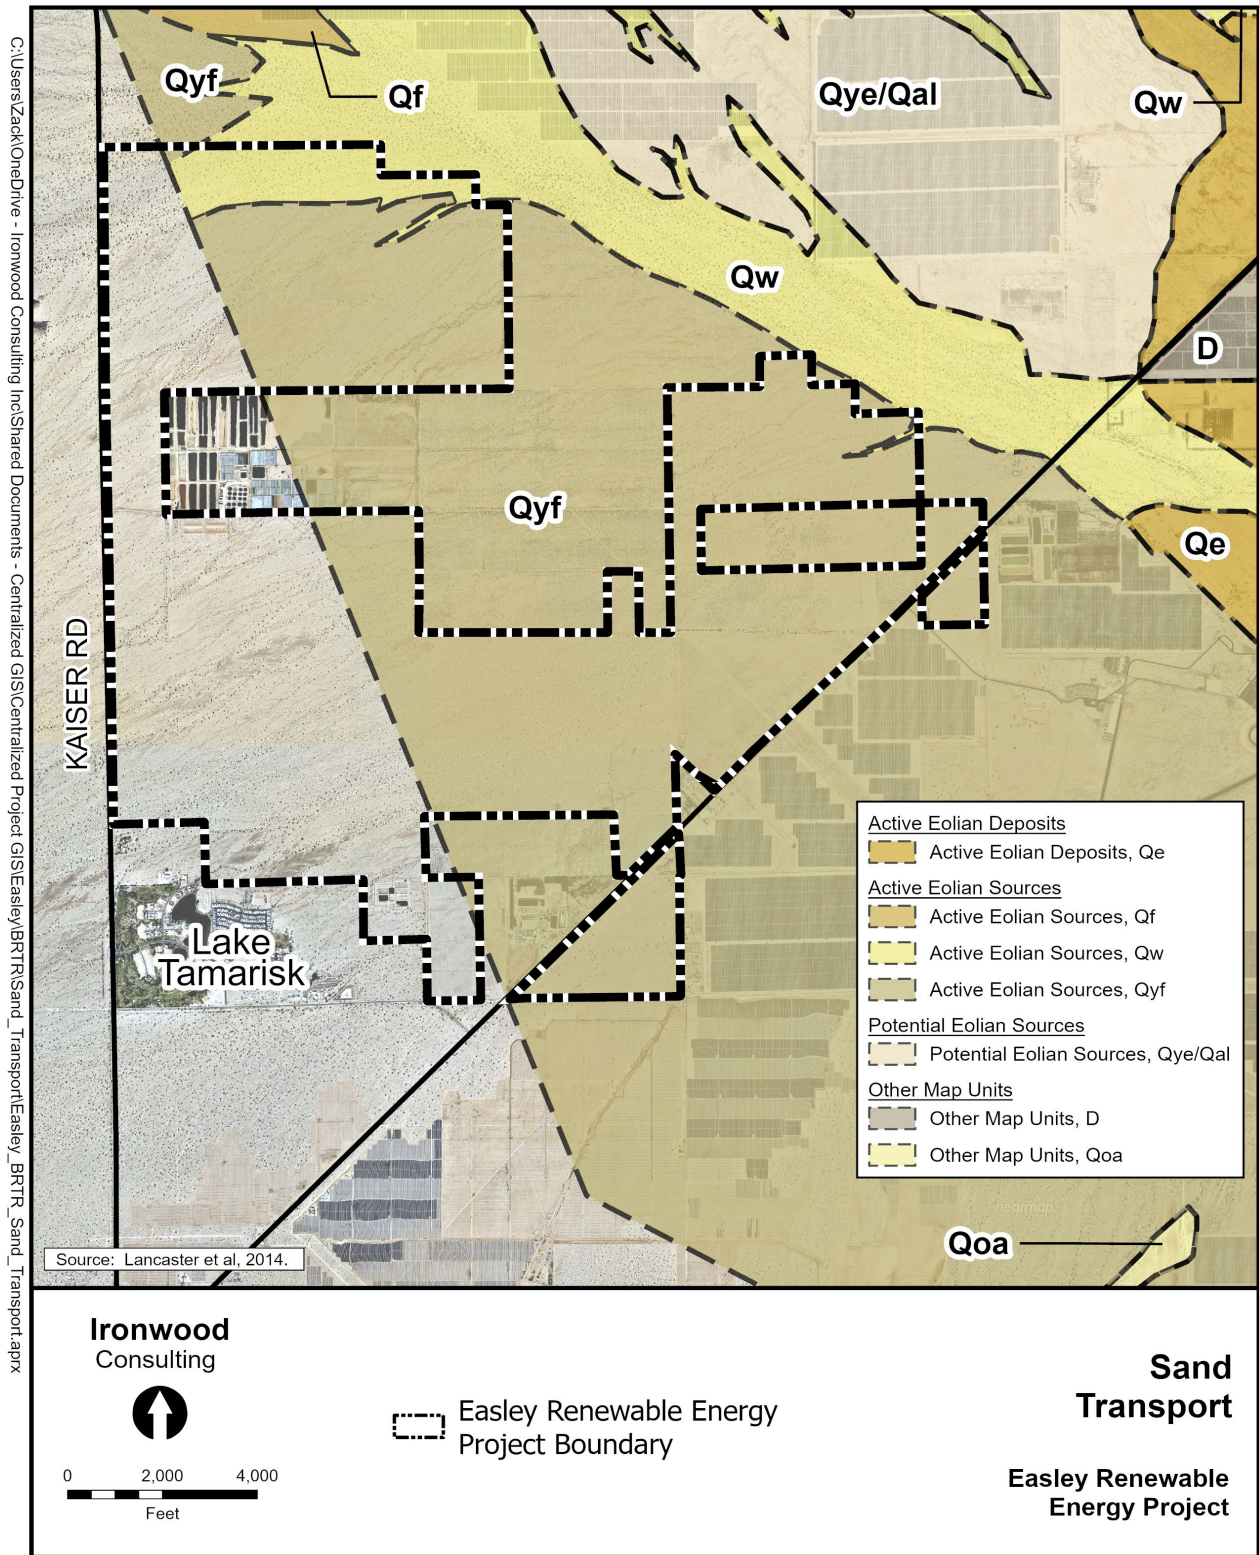 C:\Users\Zack\OneDrive - Ironwood Consulting Inc\Shared Documents - Centralized GIS\Centralized Project GIS\Easley\BRTR\Sand_Transport\Easley_BRTR_Sand_Transport.aprx
Qyf
Qf
Qye/Qal
Qw
Qw
D
Qyf
Qe
KAISER RD
Lake
Tamarisk
Qoa
Active Eolian Deposits
Active Eolian Deposits, Qe
Active Eolian Sources
Active Eolian Sources, Qf
Active Eolian Sources, Qw
Active Eolian Sources, Qyf
Potential Eolian Sources
Potential Eolian Sources, Qye/Qal
Other Map Units
Other Map Units, D
Other Map Units, Qoa
Source: Lancaster et al, 2014.
Ironwood
Consulting
0 2,000 4,000
Feet
Easley Renewable Energy
Project Boundary
Sand
Transport
Easley Renewable
Energy Project